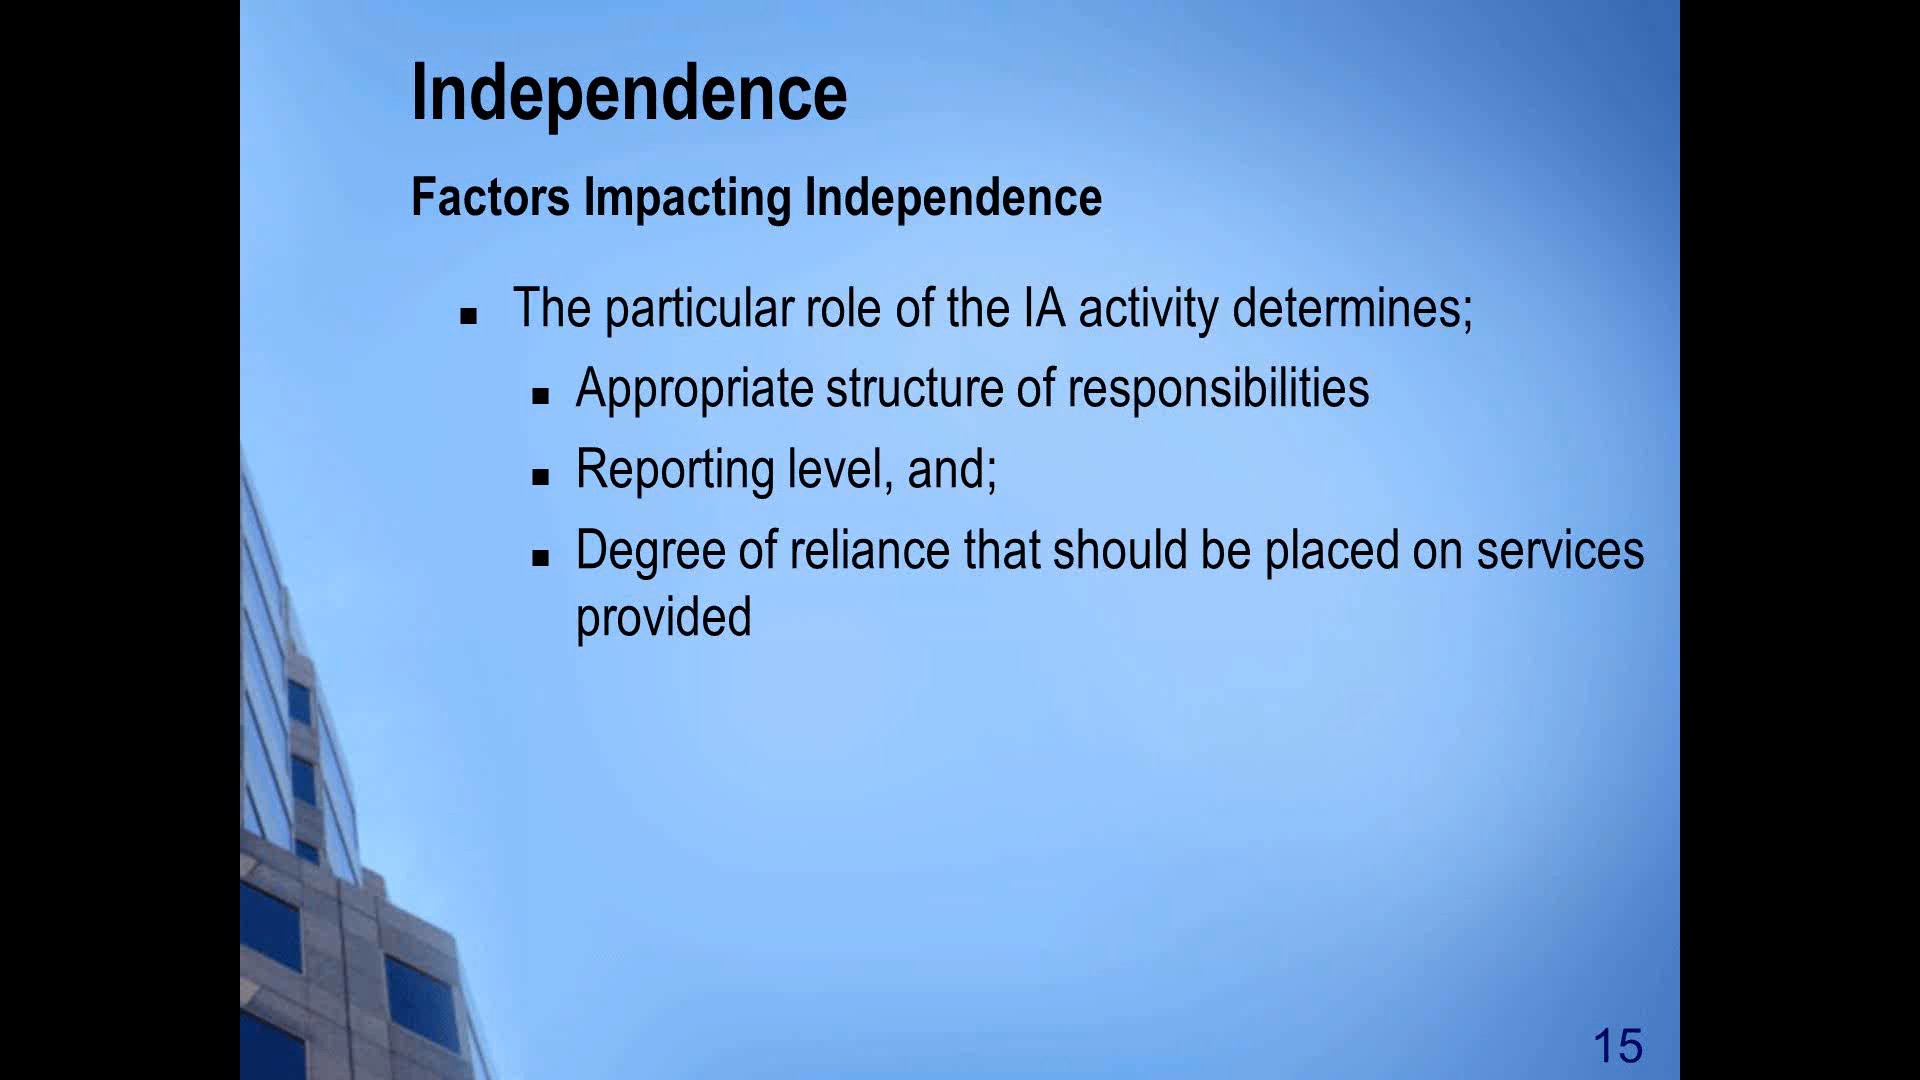 Independence
Factors Impacting Independence
The particular role of the IA activity determines;
Appropriate structure of responsibilities
Reporting level, and;
Degree of reliance that should be placed on services
provided
15